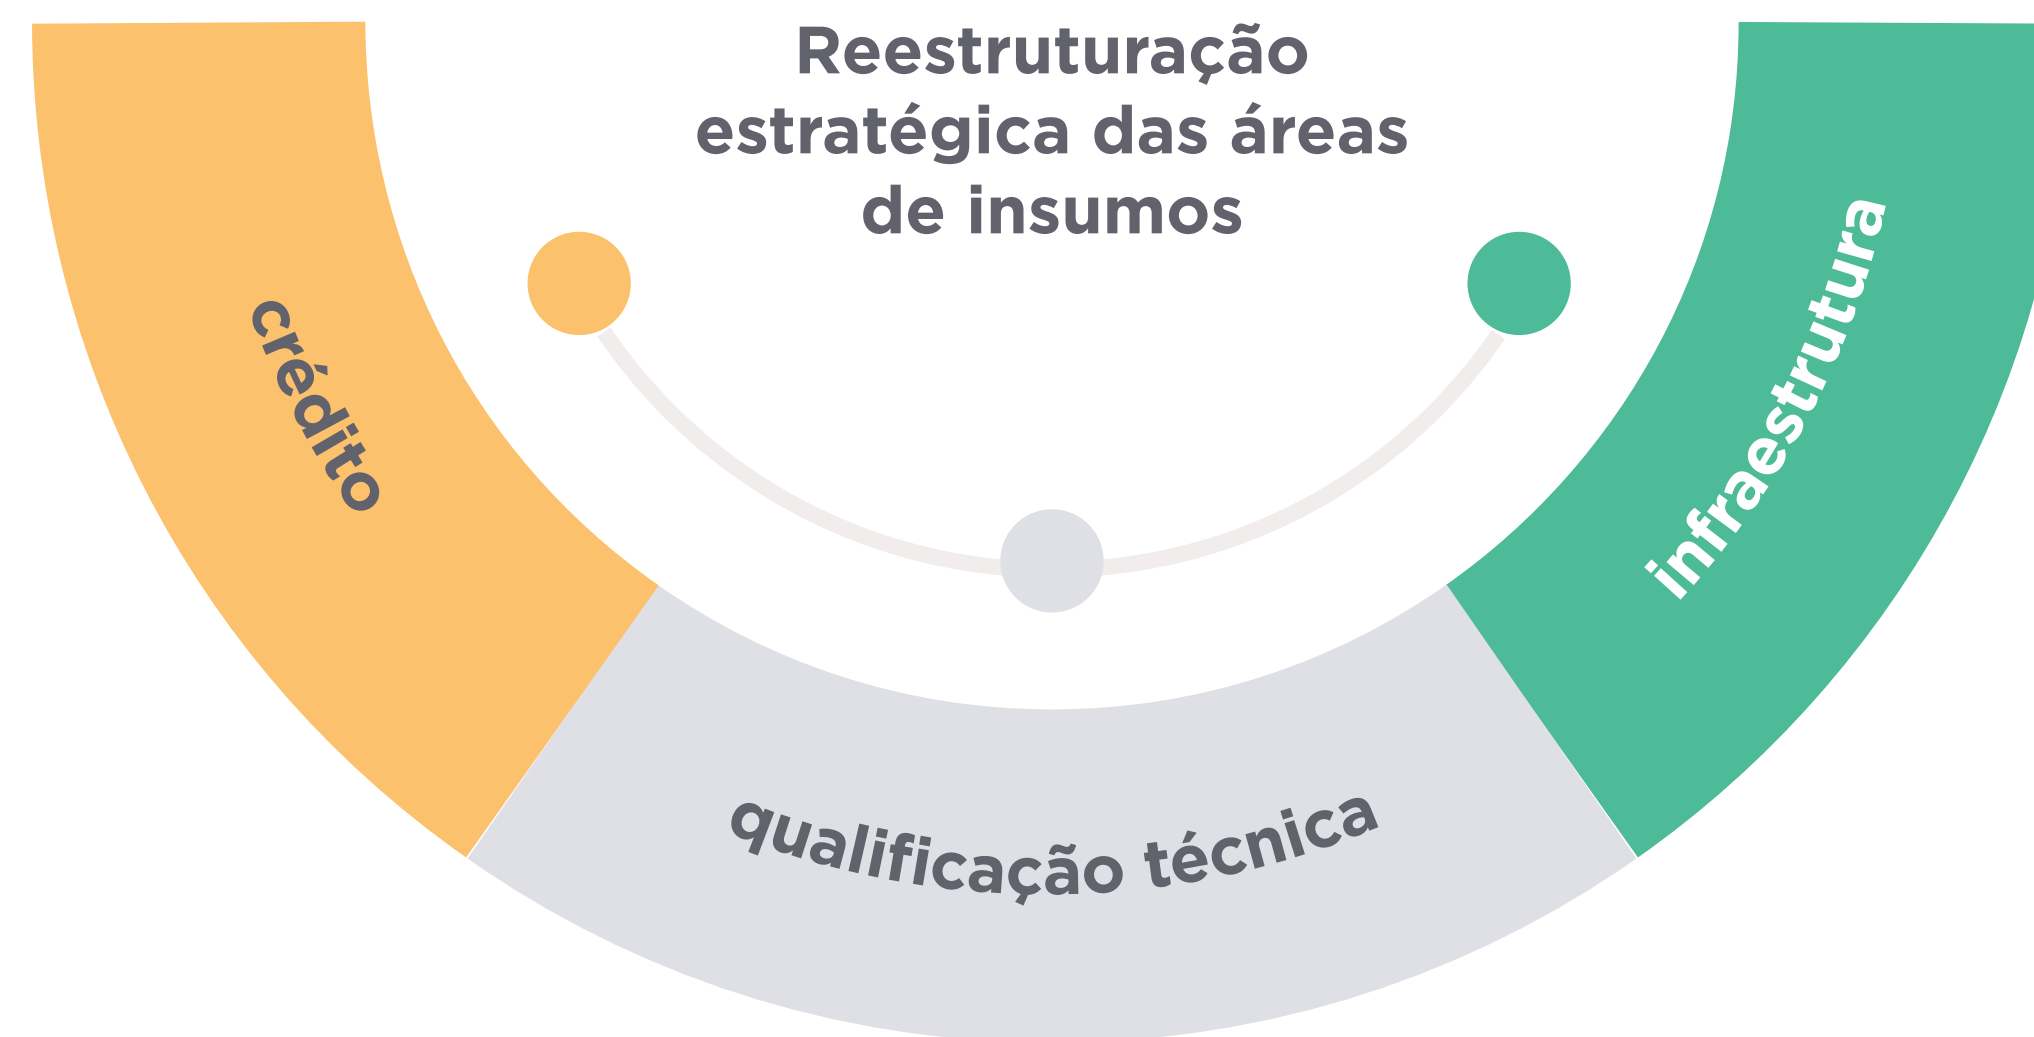 Reestruturação
estratégica das áreas
de insumos
crédito
qualificação técnica
infraestrutura